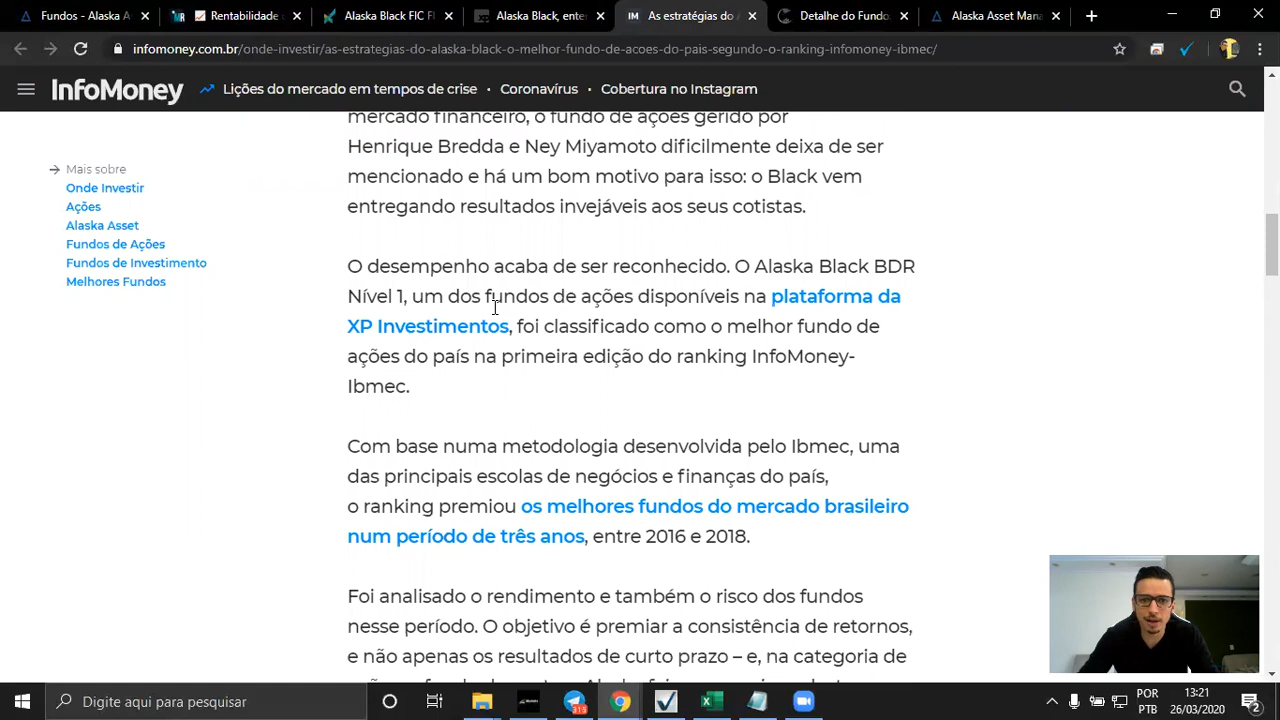 Fundos - Alaska A
Rentabilidade
Alaska Black FIC F
Alaska Black, ente
As estratégias do A
Detalhe do Fundo
Alaska Asset Mana
infomoney.com.br/onde-investir/as-estrategias-do-alaska-black-o-melhor-fundo-de-acoes-do-pais-segundo-o-ranking-infomoney-ibmec/
InfoMoney
Lições do mercado em tempos de crise • Coronavírus • Cobertura no Instagram
mercado financeiro, o fundo de ações gerido por
Henrique Bredda e Ney Miyamoto dificilmente deixa de ser
mencionado e há um bom motivo para isso: o Black vem
entregando resultados invejáveis aos seus cotistas.
Mais sobre
Onde Investir
Ações
Alaska Asset
Fundos de Ações
Fundos de Investimento
Melhores Fundos
O desempenho acaba de ser reconhecido. O Alaska Black BDR
Nível 1, um dos fundos de ações disponíveis na plataforma da
XP Investimentos, foi classificado como o melhor fundo de
ações do país na primeira edição do ranking InfoMoney-
Ibmec.
Com base numa metodologia desenvolvida pelo Ibmec, uma
das principais escolas de negócios e finanças do país,
o ranking premiou os melhores fundos do mercado brasileiro
num período de três anos, entre 2016 e 2018.
Foi analisado o rendimento e também o risco dos fundos
nesse período. O objetivo é premiar a consistência de retornos,
e não apenas os resultados de curto prazo – e, na categoria de
Digite aqui para pesquisar
315
POR
PTB2
13:21
26/03/2020
2